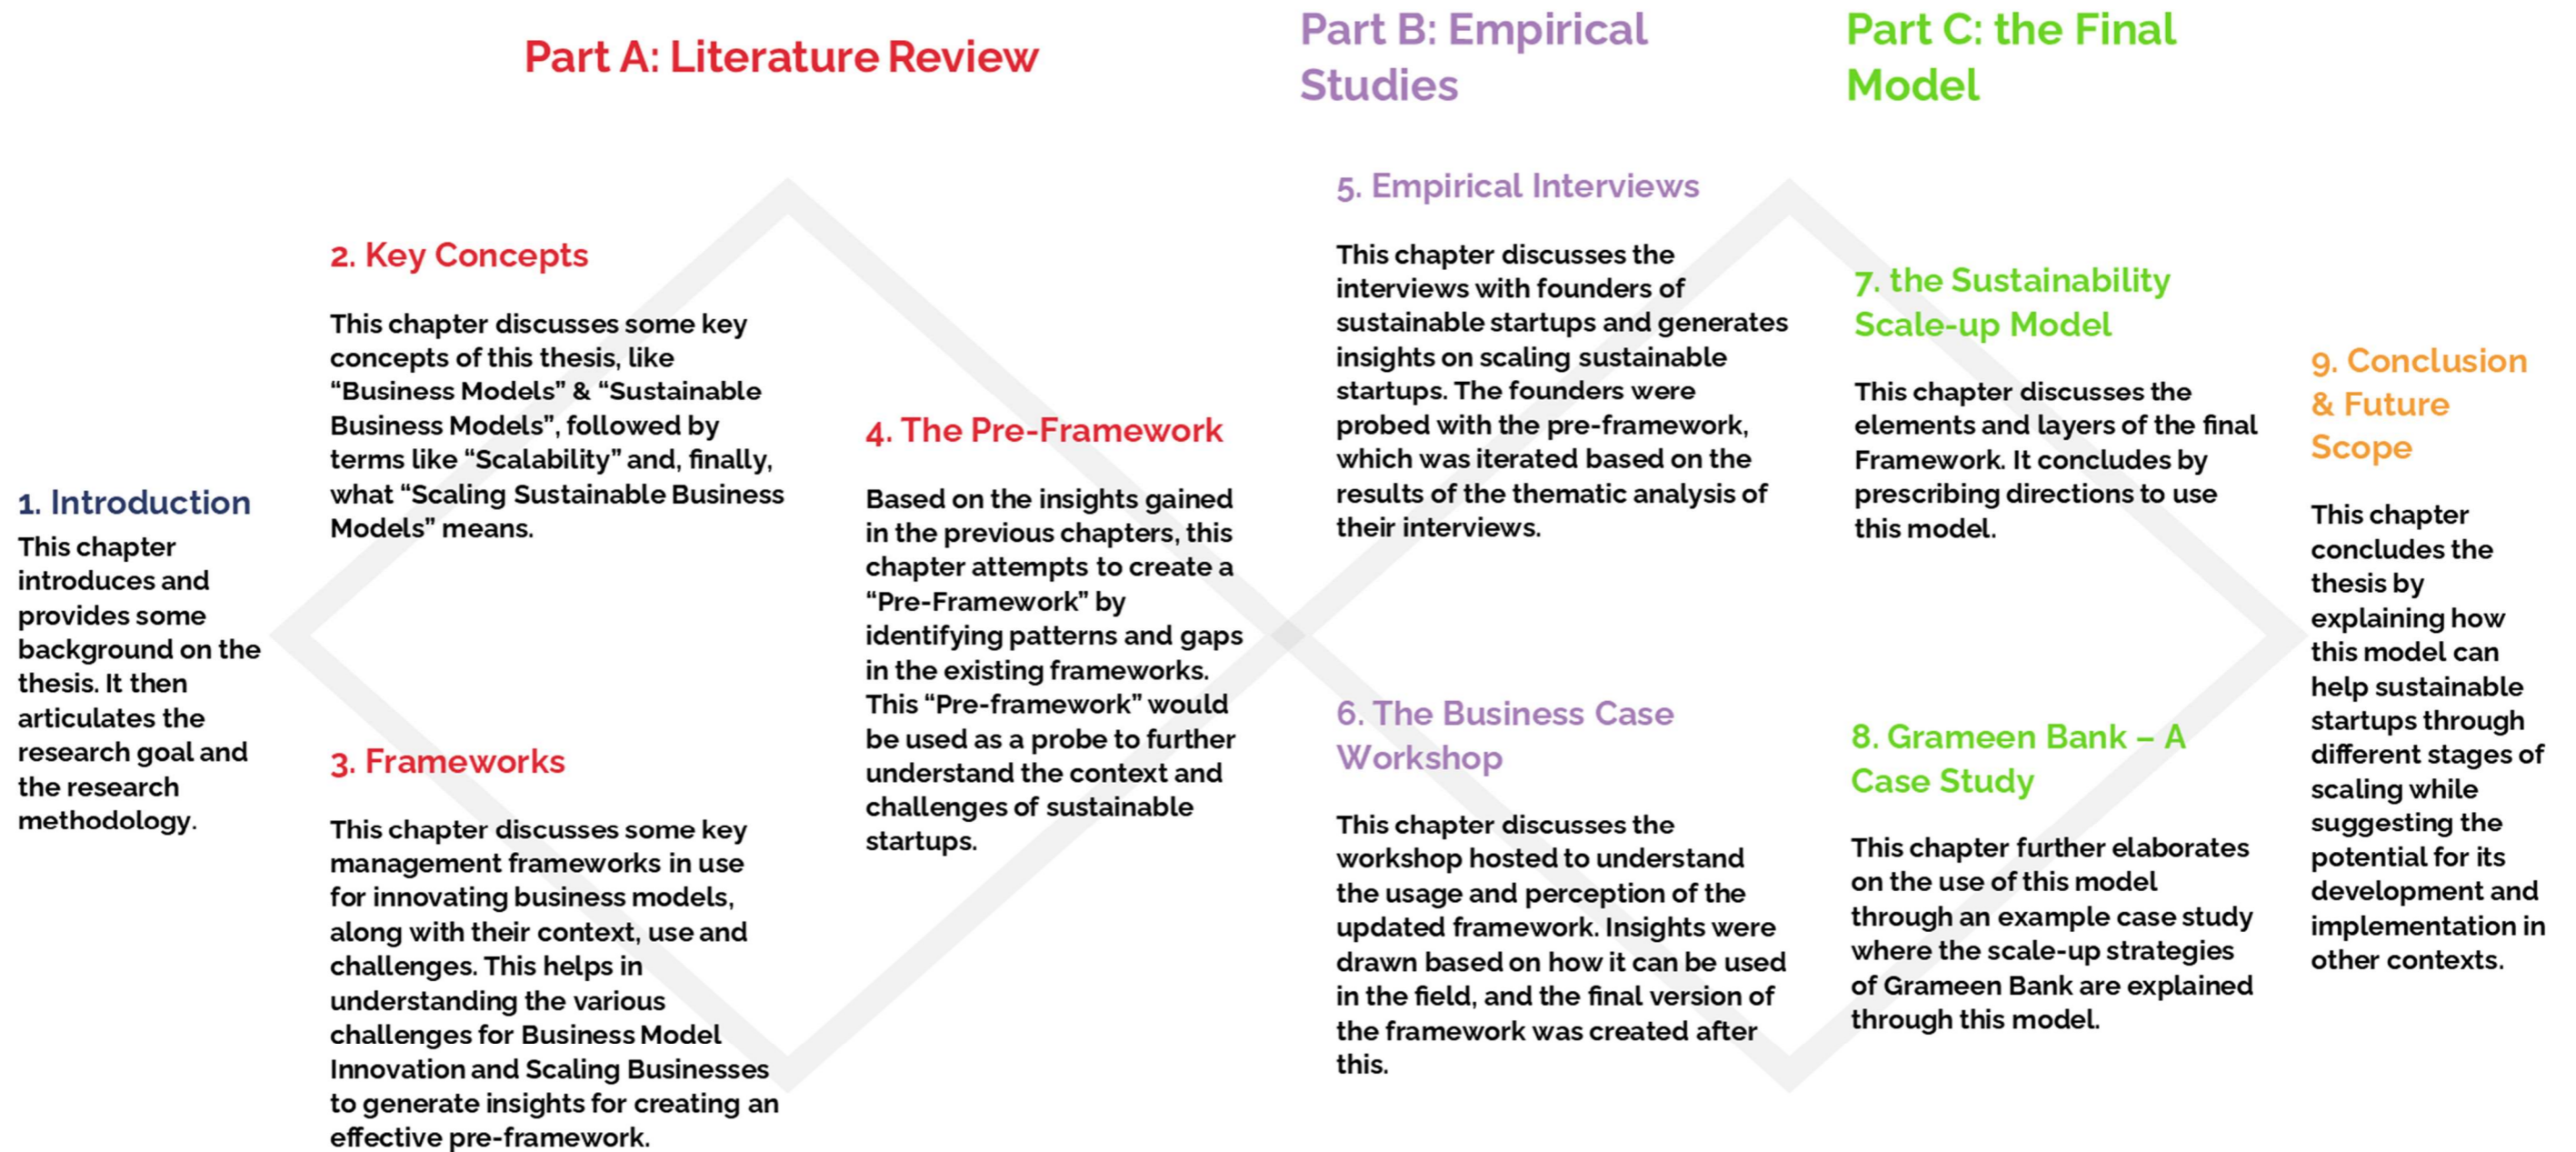 Part A: Literature Review
Part B: Empirical
Studies
Part C: the Final
Model
1. Introduction
This chapter
introduces and
provides some
background on the
thesis. It then
articulates the
research goal and
the research
methodology.
2. Key Concepts
This chapter discusses some key
concepts of this thesis, like
“Business Models” & “Sustainable
Business Models”, followed by
terms like “Scalability” and, finally,
what “Scaling Sustainable Business
Models” means.
3. Frameworks
This chapter discusses some key
management frameworks in use
for innovating business models,
along with their context, use and
challenges. This helps in
understanding the various
challenges for Business Model
Innovation and Scaling Businesses
to generate insights for creating an
effective pre-framework.
4. The Pre-Framework
Based on the insights gained
in the previous chapters, this
chapter attempts to create a
“Pre-Framework” by
identifying patterns and gaps
in the existing frameworks.
This “Pre-framework” would
be used as a probe to further
understand the context and
challenges of sustainable
startups.
5. Empirical Interviews
This chapter discusses the
interviews with founders of
sustainable startups and generates
insights on scaling sustainable
startups. The founders were
probed with the pre-framework,
which was iterated based on the
results of the thematic analysis of
their interviews.
6. The Business Case
Workshop
This chapter discusses the
workshop hosted to understand
the usage and perception of the
updated framework. Insights were
drawn based on how it can be used
in the field, and the final version of
the framework was created after
this.
7. the Sustainability
Scale-up Model
This chapter discusses the
elements and layers of the final
Framework. It concludes by
prescribing directions to use
this model.
8. Grameen Bank – A
Case Study
This chapter further elaborates
on the use of this model
through an example case study
where the scale-up strategies
of Grameen Bank are explained
through this model.
9. Conclusion
& Future
Scope
This chapter
concludes the
thesis by
explaining how
this model can
help sustainable
startups through
different stages of
scaling while
suggesting the
potential for its
development and
implementation in
other contexts.